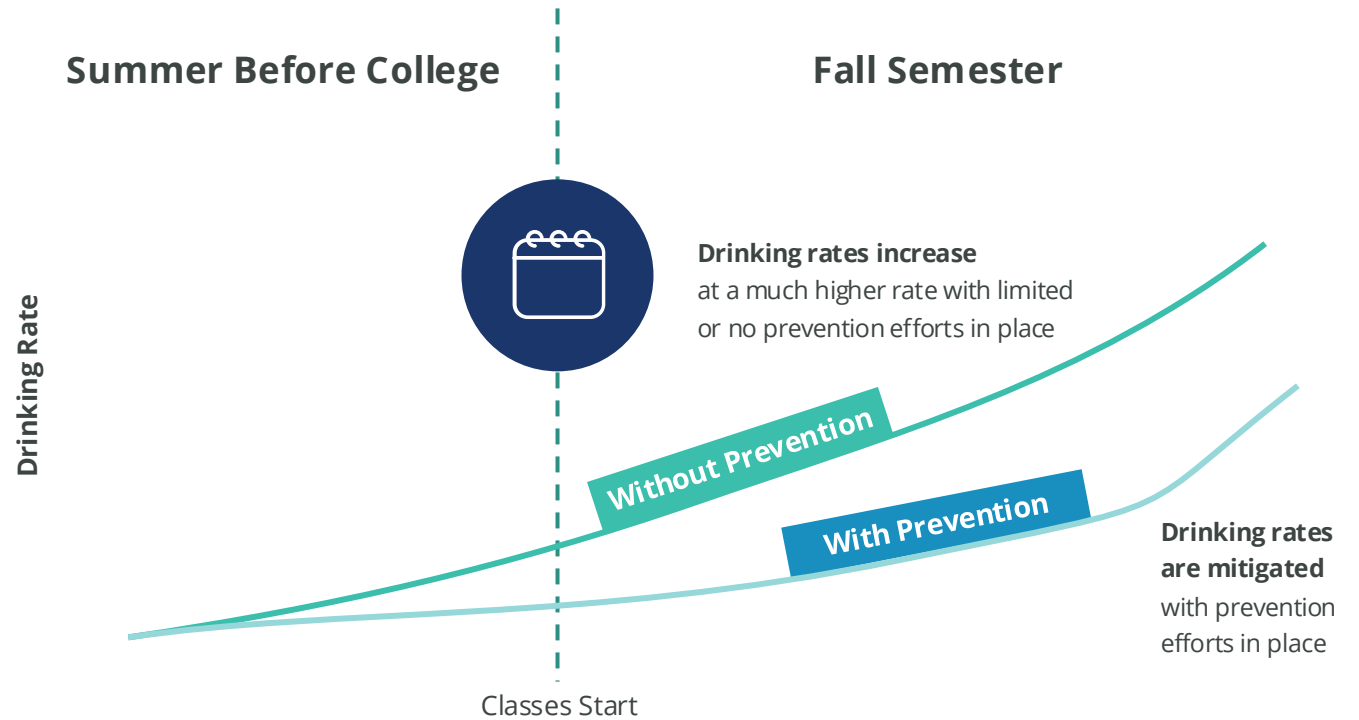 Summer Before College
Fall Semester
Drinking rates increase
at a much higher rate with limited
or no prevention efforts in place
Drinking Rate
Without Prevention
With Prevention
Drinking rates
are mitigated
with prevention
efforts in place
Classes Start